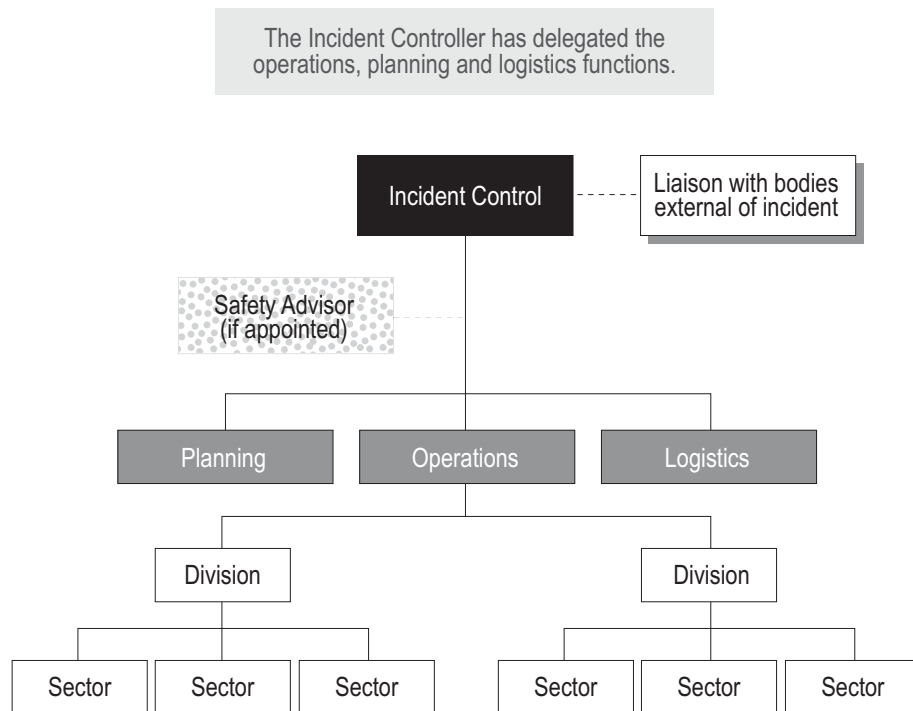 The Incident Controller has delegated the
operations, planning and logistics functions.
Incident Control
Liaison with bodies
external of incident
Safety Advisor
(if appointed)
Planning
Operations
Logistics
Division
Division
Sector
Sector
Sector
Sector
Sector
Sector